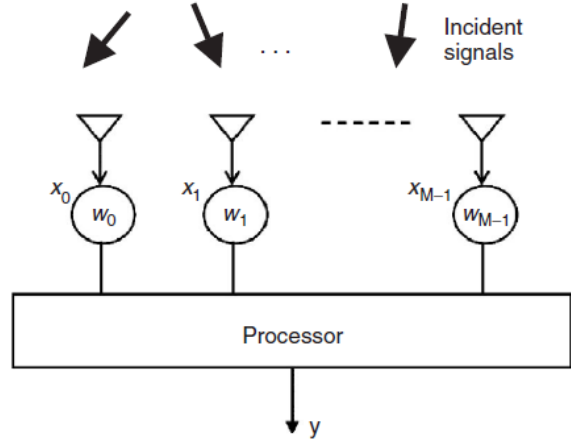 Incident
signals
. . .
x₀ x₁ xM–1
w₀ w₁ wM–1
Processor
y